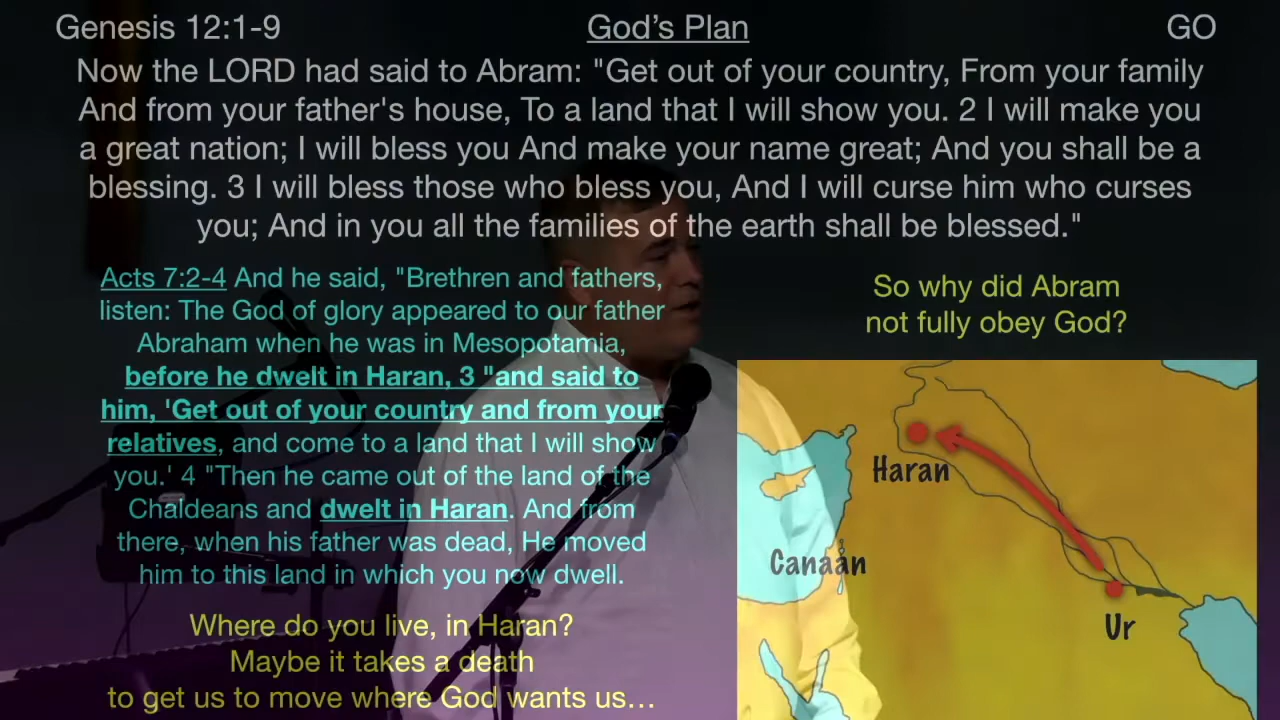 Genesis 12:1-9 God’s Plan GO
Now the LORD had said to Abram: "Get out of your country, From your family
And from your father's house, To a land that I will show you. 2 I will make you
a great nation; I will bless you And make your name great; And you shall be a
blessing. 3 I will bless those who bless you, And I will curse him who curses
you; And in you all the families of the earth shall be blessed."
Acts 7:2-4 And he said, "Brethren and fathers,
listen: The God of glory appeared to our father
Abraham when he was in Mesopotamia,
before he dwelt in Haran, 3 "and said to
him, 'Get out of your country and from your
relatives, and come to a land that I will show
you.' 4 "Then he came out of the land of the
Chaldeans and dwelt in Haran. And from
there, when his father was dead, He moved
him to this land in which you now dwell.
Where do you live, in Haran?
Maybe it takes a death
to get us to move where God wants us…
So why did Abram
not fully obey God?
Haran
Canaan
Ur